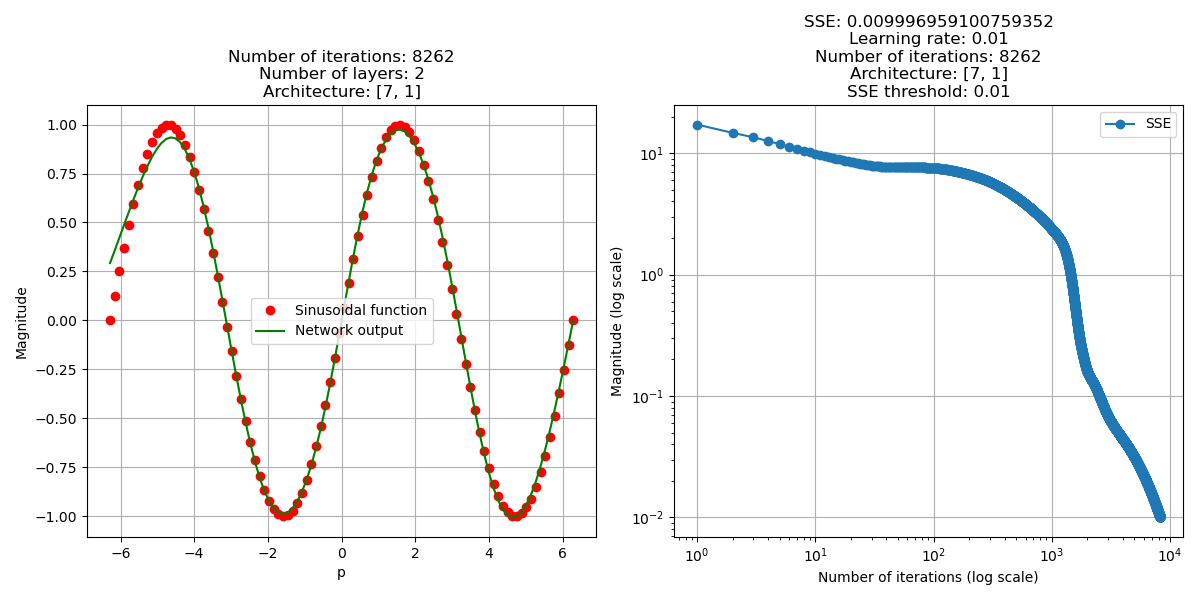 Number of iterations: 8262
Number of layers: 2
Architecture: [7, 1]
1.00
0.75
0.50
0.25
0.00
−0.25
−0.50
−0.75
−1.00
Magnitude
Sinusoidal function
Network output
−6
−4
−2
0
2
4
6
p
SSE: 0.009996959100759352
Learning rate: 0.01
Number of iterations: 8262
Architecture: [7, 1]
SSE threshold: 0.01
SSE
10¹
10⁰
10⁻¹
10⁻²
Magnitude (log scale)
10⁰
10¹
10²
10³
10⁴
Number of iterations (log scale)